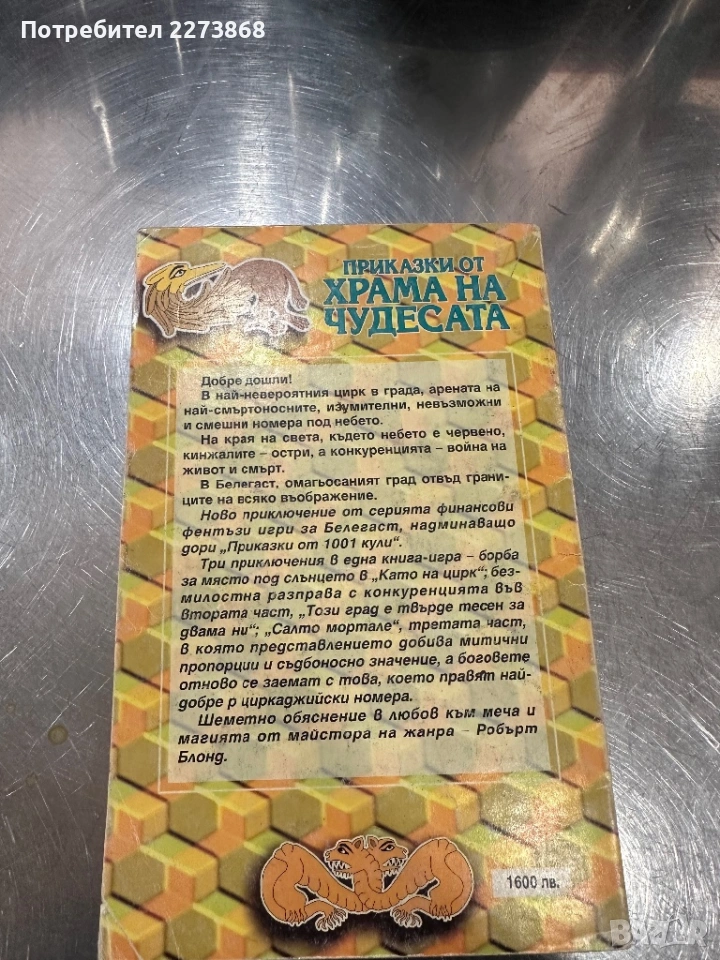 Потребител 2273868
ПРИКАЗКИ ОТ
ХРАМА НА
ЧУДЕСАТА
Добре дошли!
В най-невероятния цирк в града, арената на
най-смъртоносните, изумителни, невъзможни
и смешни номера под небето.
На края на света, където небето е червено,
кинжалите – остри, а конкуренцията – война на
живот и смърт.
В Белегаст, омагьосаният град отвъд грани-
ците на всяко въображение.
Ново приключение от серията финансови
фентъзи игри за Белегаст, надминаващо
дори „Приказки от 1001 кули“.
Три приключения в една книга-игра – борба
за място под слънцето в „Като на цирк“; без-
милостна разправа с конкуренцията във
втората част, „Този град е твърде тесен за
двама ни“; „Салто мортале“, третата част,
в която представлението добива митични
пропорции и съдбоносно значение, а боговете
отново се заемат с това, което правят най-
добре р циркаджийски номера.
Шеметно обяснение в любов към меча и
магията от майстора на жанра – Робърт
Блонд.
1600 лв.
Bazar